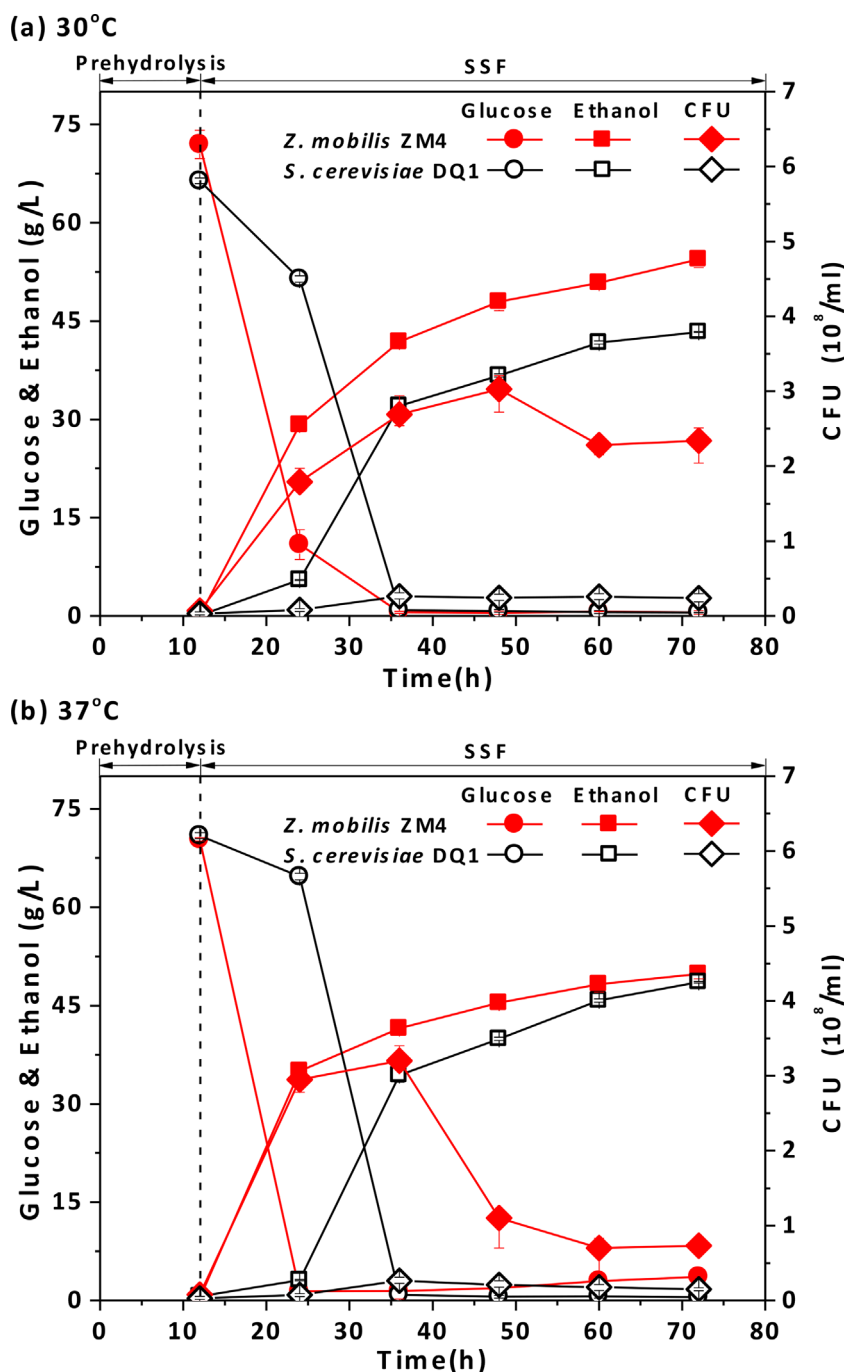 (a) 30°C
Prehydrolysis SSF
Glucose Ethanol CFU
Z. mobilis ZM4
S. cerevisiae DQ1
Glucose & Ethanol (g/L)
75
60
45
30
15
0
7
6
5
4
3
2
1
0
CFU (10⁸/ml)
0 10 20 30 40 50 60 70 80
Time(h)
(b) 37°C
Prehydrolysis SSF
Glucose Ethanol CFU
Z. mobilis ZM4
S. cerevisiae DQ1
Glucose & Ethanol (g/L)
75
60
45
30
15
0
7
6
5
4
3
2
1
0
CFU (10⁸/ml)
0 10 20 30 40 50 60 70 80
Time(h)